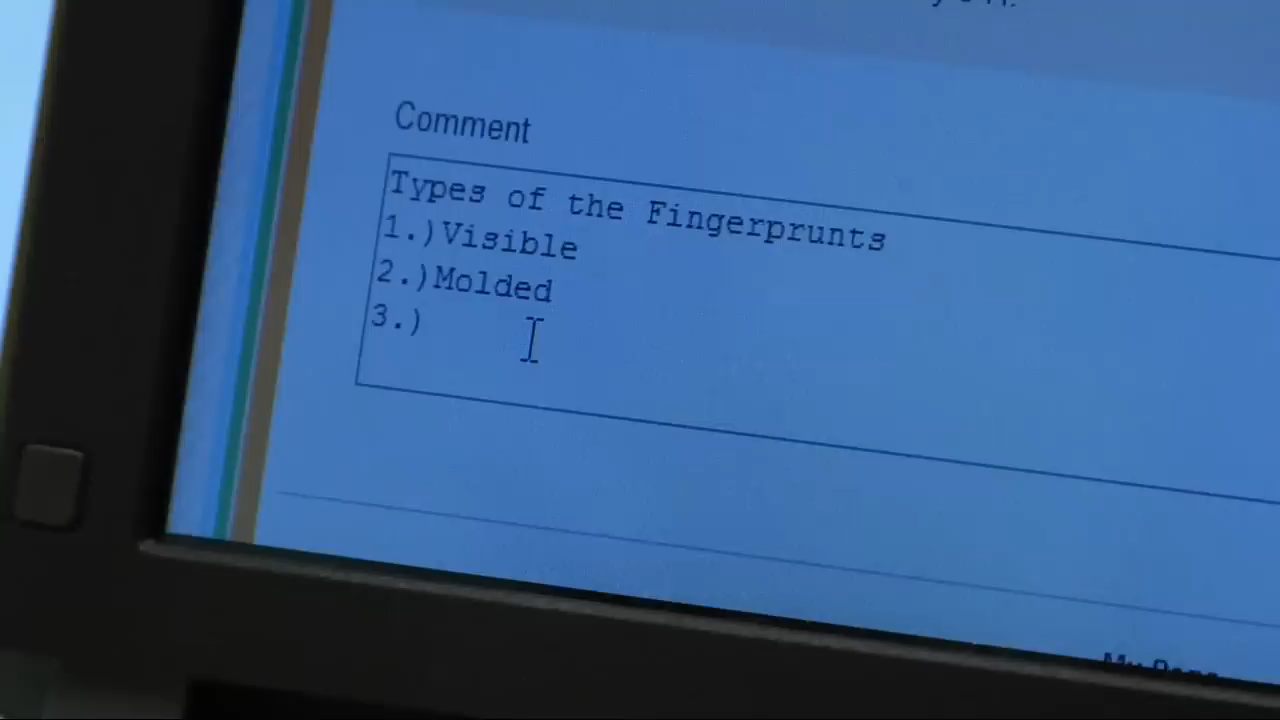 Comment
Types of the Fingerprunts
1.)Visible
2.)Molded
3.)